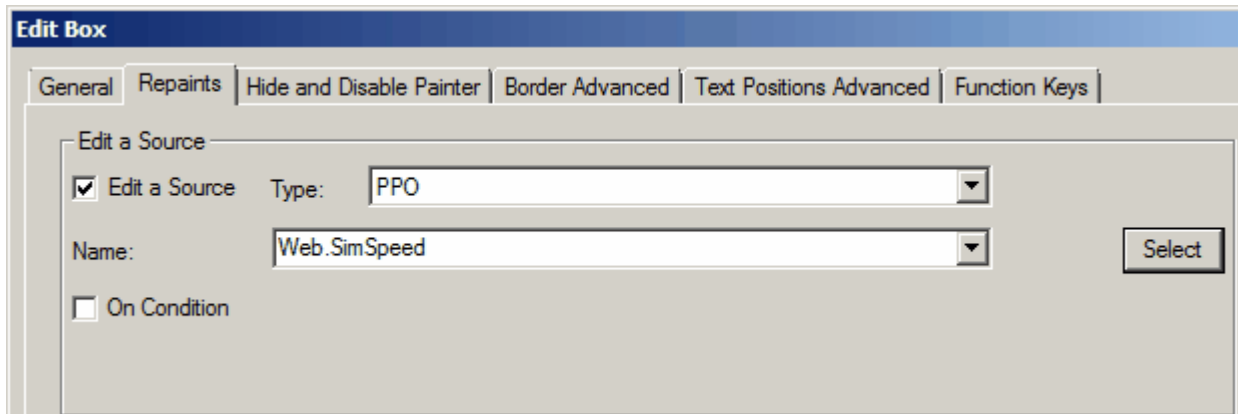 Edit Box
General Repaints Hide and Disable Painter Border Advanced Text Positions Advanced Function Keys
Edit a Source
Edit a Source Type: PPO
Name: Web.SimSpeed Select
On Condition